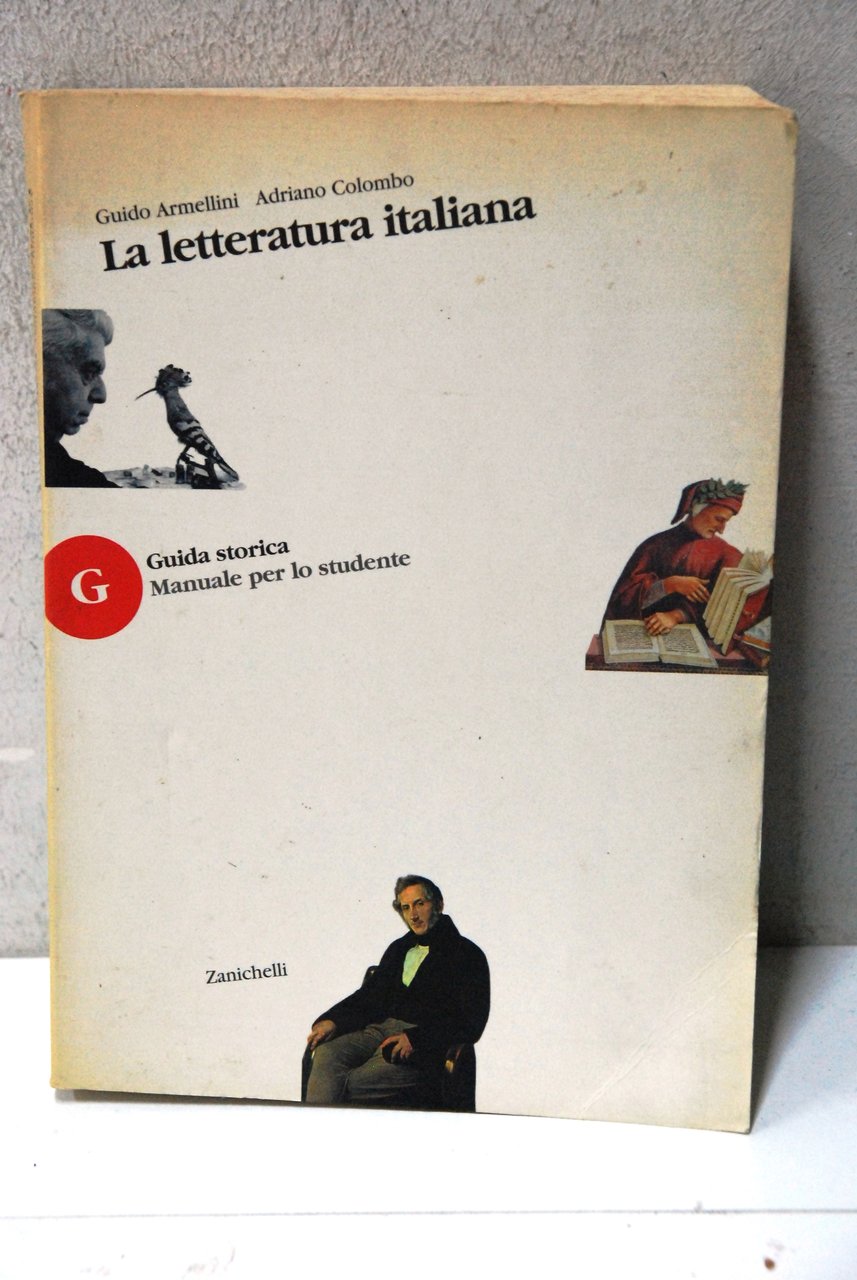 Guido Armellini Adriano Colombo
La letteratura italiana
G
Guida storica
Manuale per lo studente
Zanichelli